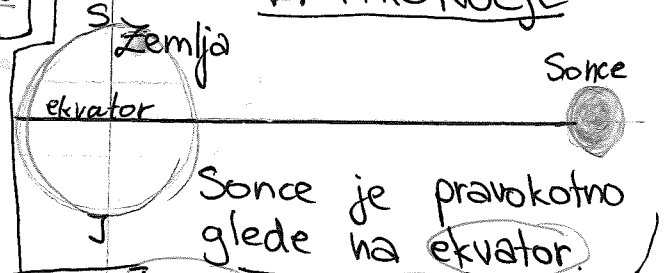 S
Zemlja
Sonce
ekvator
J
Sonce je pravokotno
glede na ekvator.